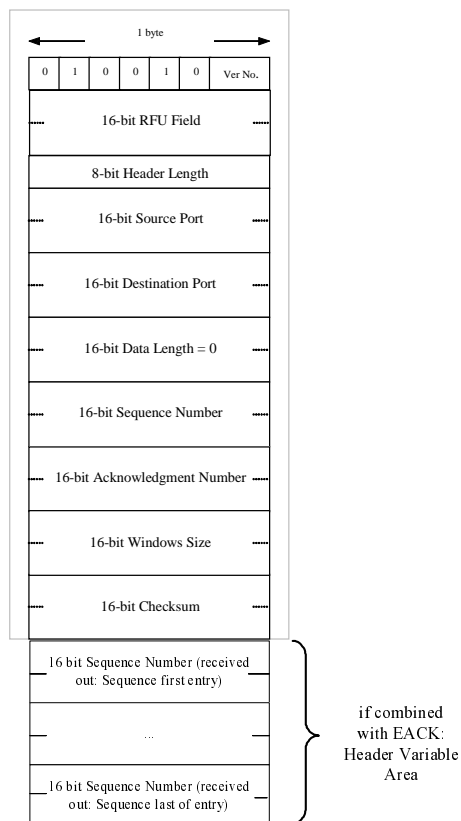 1 byte
0 1 0 0 1 0 Ver No.
16-bit RFU Field
8-bit Header Length
16-bit Source Port
16-bit Destination Port
16-bit Data Length = 0
16-bit Sequence Number
16-bit Acknowledgment Number
16-bit Windows Size
16-bit Checksum
16 bit Sequence Number (received
out: Sequence first entry)
...
16 bit Sequence Number (received
out: Sequence last of entry)
if combined
with EACK:
Header Variable
Area